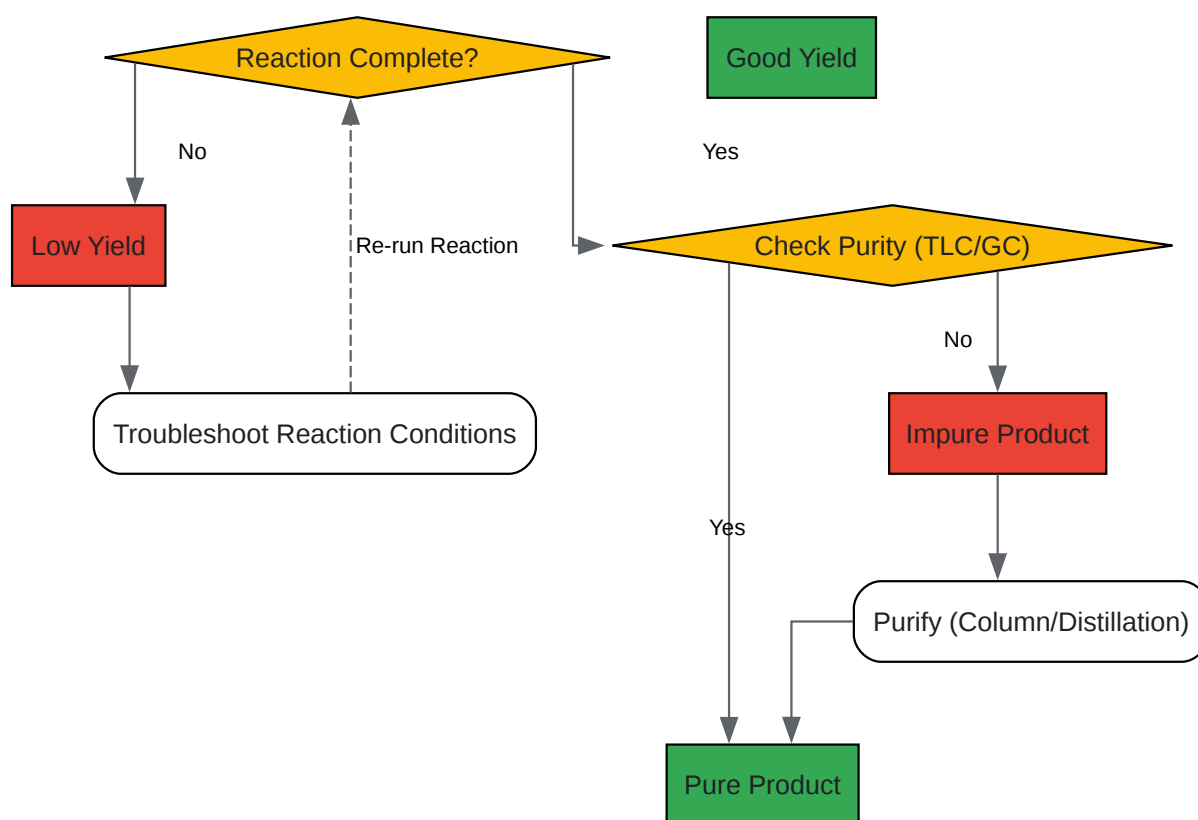 Reaction Complete?
Good Yield
No
Yes
Low Yield
Re-run Reaction
Check Purity (TLC/GC)
No
Troubleshoot Reaction Conditions
Impure Product
Yes
Purify (Column/Distillation)
Pure Product